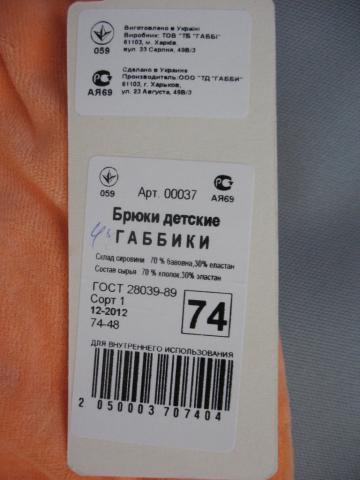 059
Виготовлено в Україні
Виробник: ТОВ "ТБ "ГАББІ"
61103, м. Харків
вул. 23 Серпня, 49В/3
АЯ69
Сделано в Украине
Производитель:ООО "ТД "ГАББИ"
61103, г. Харьков,
ул. 23 Августа, 49В/3
059
Арт. 00037
АЯ69
Брюки детские
ГАББИКИ
Склад сировини 70 % бавовна,30% еластан
Состав сырья 70 % хлопок,30% эластан
ГОСТ 28039-89
Сорт 1
12-2012
74-48
74
ДЛЯ ВНУТРЕННЕГО ИСПОЛЬЗОВАНИЯ
2 050003 707404